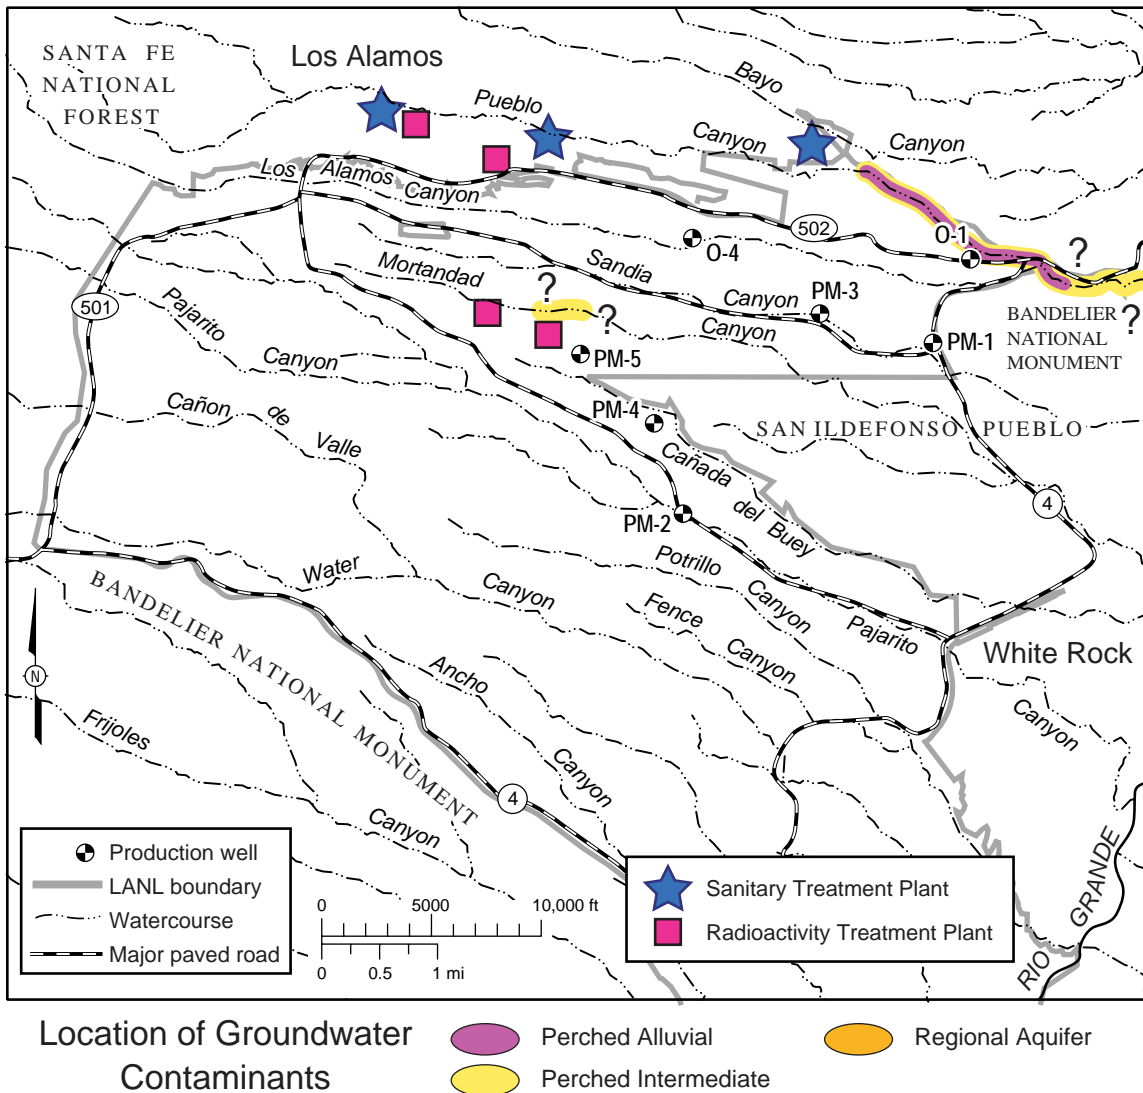 SANTA FE
NATIONAL
FOREST
Los Alamos
Pueblo
Canyon
Bayo
Canyon
Los Alamos
Canyon
502
O-1
?
O-4
Sandia
Canyon
Mortandad
?
?
Canyon
PM-3
PM-1
BANDELIER
NATIONAL
MONUMENT
?
501
Pajarito
Canyon
PM-5
PM-4
SAN ILDEFONSO PUEBLO
Cañon
de
Valle
Cañada
del
Buey
4
PM-2
Water
Canyon
Potrillo
Canyon
Fence
Canyon
Pajarito
White Rock
Canyon
BANDELIER NATIONAL MONUMENT
N
Ancho
Canyon
Frijoles
Canyon
4
RIO GRANDE
Production well
LANL boundary
Watercourse
Major paved road
0 5000 10,000 ft
0 0.5 1 mi
Sanitary Treatment Plant
Radioactivity Treatment Plant
Location of Groundwater
Contaminants
Perched Alluvial
Perched Intermediate
Regional Aquifer